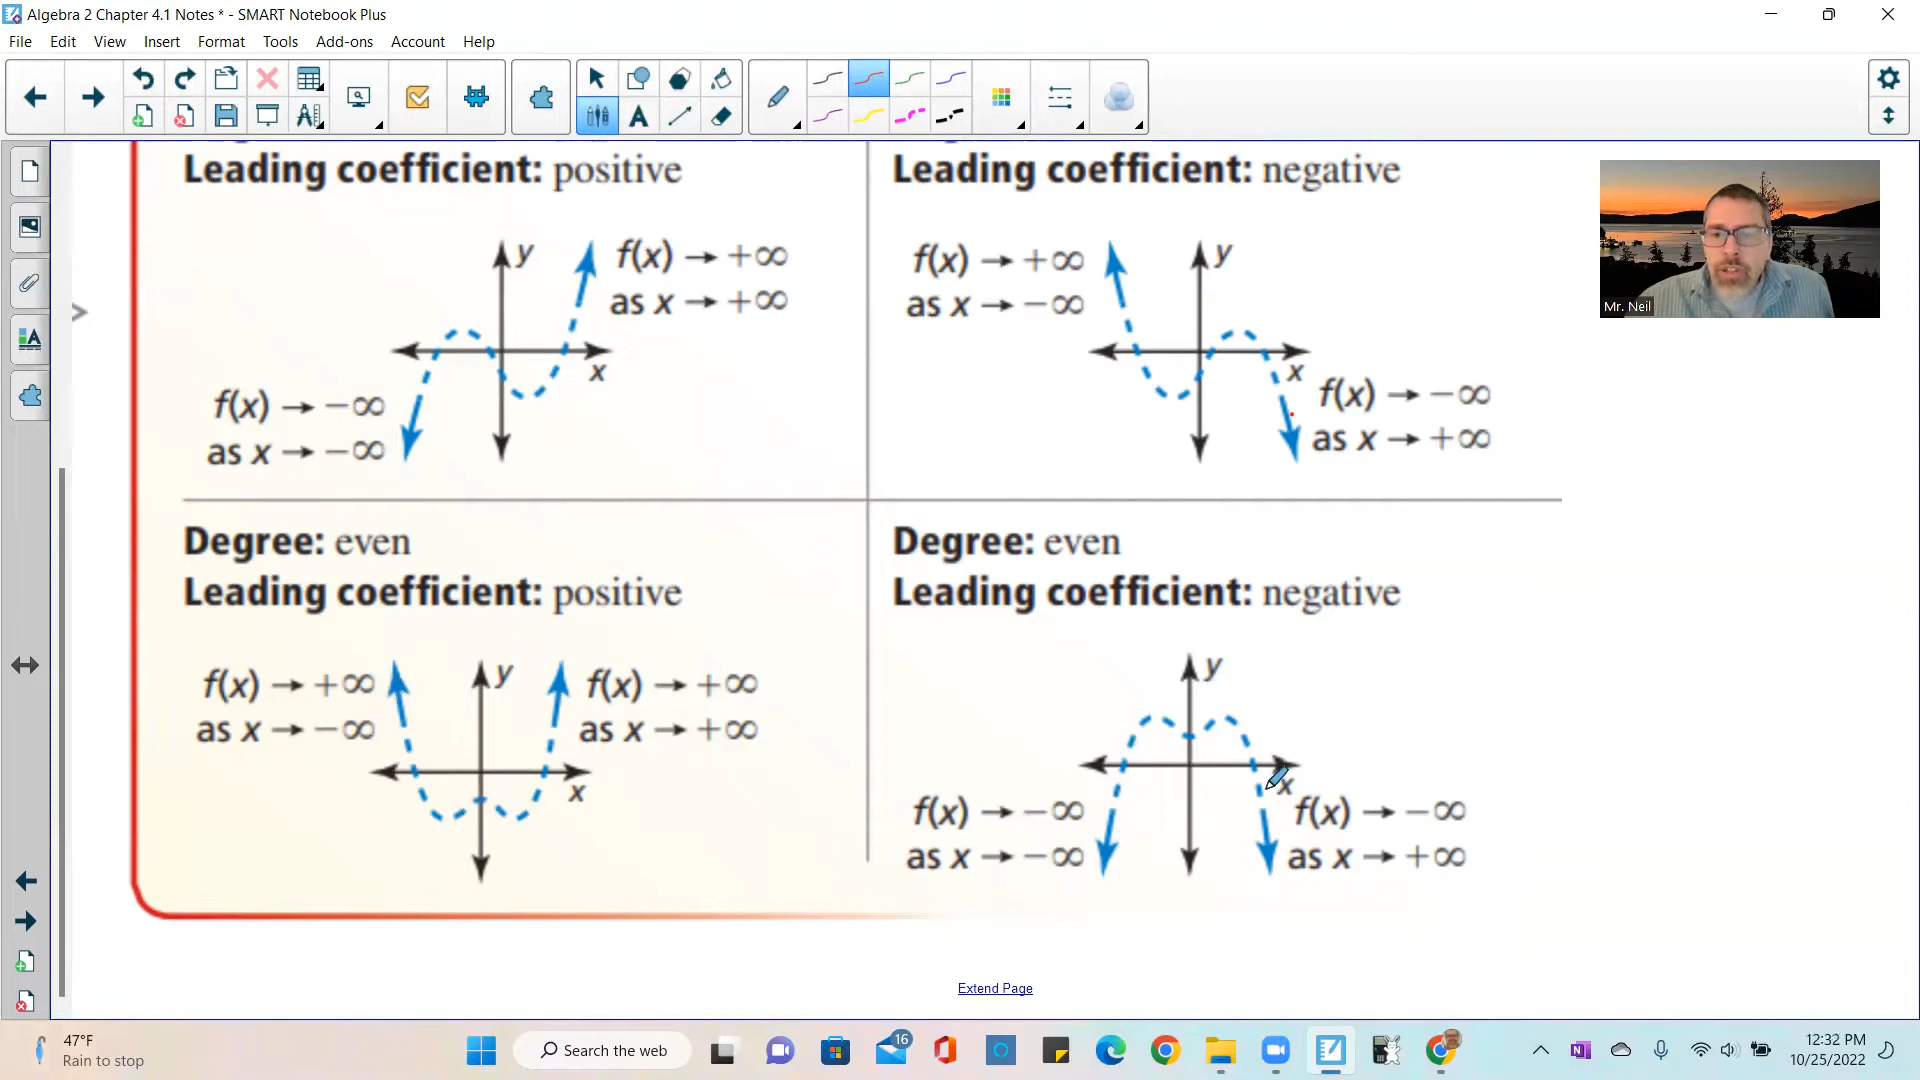 Algebra 2 Chapter 4.1 Notes * - SMART Notebook Plus
File Edit View Insert Format Tools Add-ons Account Help
Leading coefficient: positive
Leading coefficient: negative
y
f(x) → +∞
as x → +∞
x
f(x) → −∞
as x → −∞
f(x) → +∞
as x → −∞
y
x
f(x) → −∞
as x → +∞
Mr. Neil
Degree: even
Leading coefficient: positive
Degree: even
Leading coefficient: negative
f(x) → +∞
as x → −∞
y
f(x) → +∞
as x → +∞
x
y
x
f(x) → −∞
as x → −∞
f(x) → −∞
as x → +∞
Extend Page
47°F
Rain to stop
Search the web
16
12:32 PM
10/25/2022